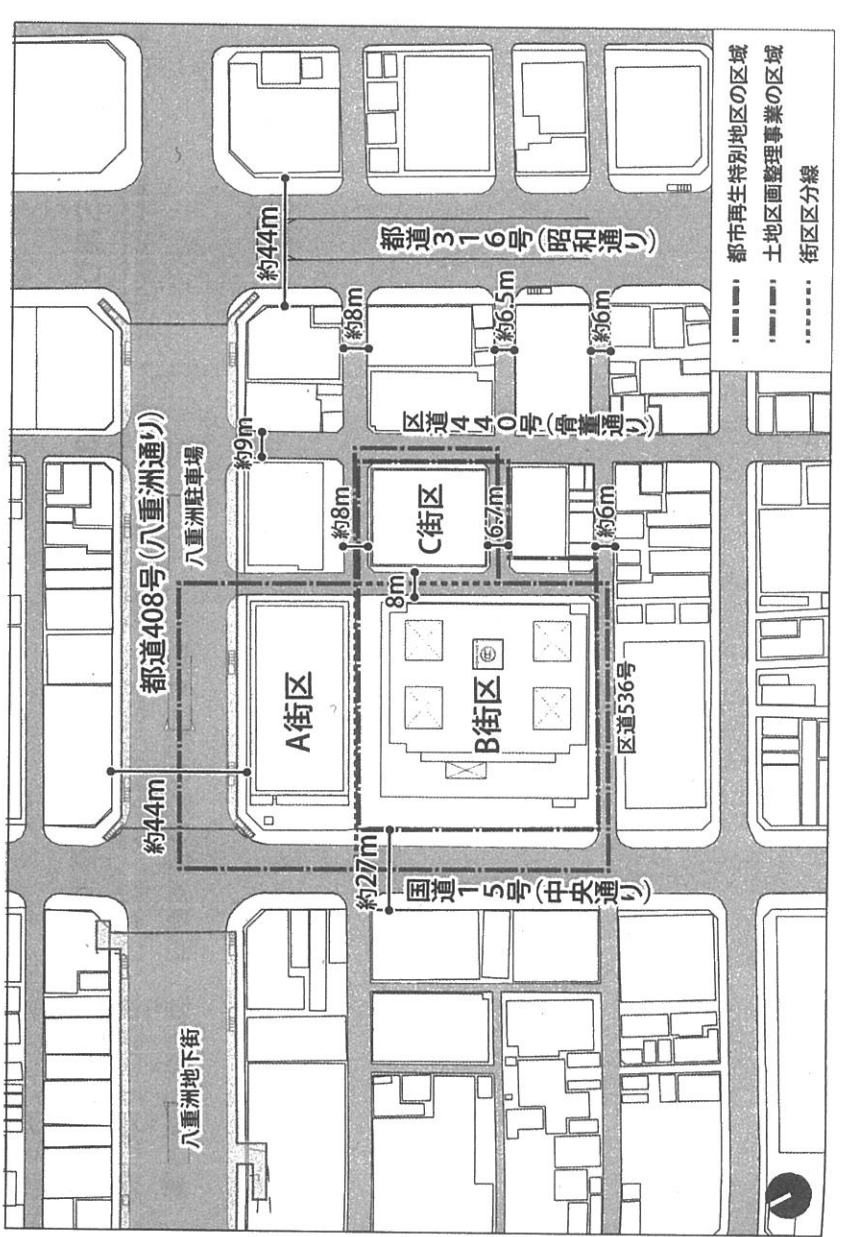 都道408号(八重洲通り)
八重洲駐車場
八重洲地下街
約44m
約44m
都道316号(昭和通り)
約9m
約8m
約8m
約6.5m
約6m
区道440号(骨董通り)
A街区
B街区
C街区
8m
6.7m
約6m
区道536号
約27m
国道15号(中央通り)
都市再生特別地区の区域
土地区画整理事業の区域
街区区分線